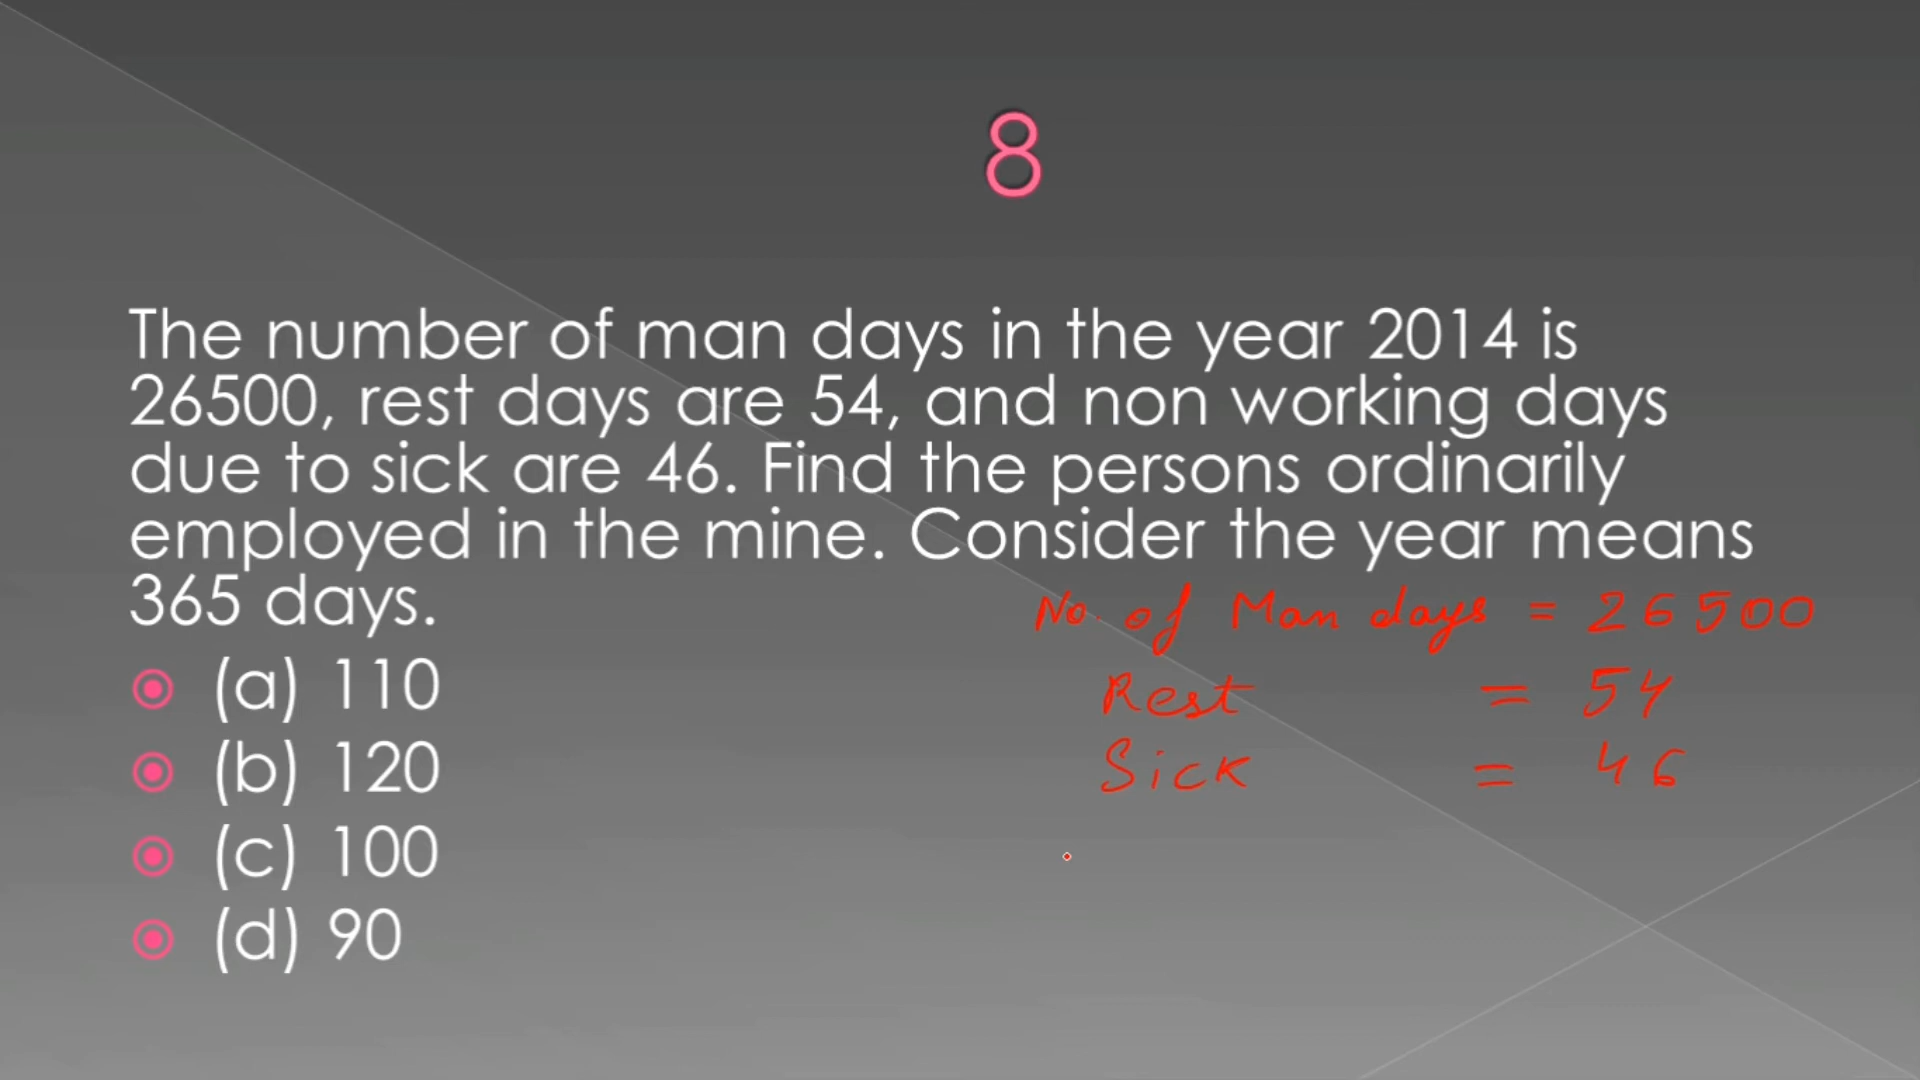 8
The number of man days in the year 2014 is
26500, rest days are 54, and non working days
due to sick are 46. Find the persons ordinarily
employed in the mine. Consider the year means
365 days.
No. of Man days = 26500
(a) 110
Rest = 54
(b) 120
Sick = 46
(c) 100
(d) 90